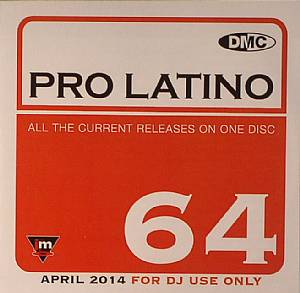 DMC
PRO LATINO
ALL THE CURRENT RELEASES ON ONE DISC
64
APRIL 2014 FOR DJ USE ONLY